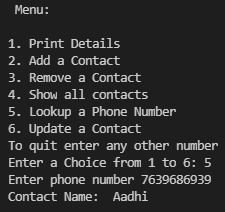 Menu:
1. Print Details
2. Add a Contact
3. Remove a Contact
4. Show all contacts
5. Lookup a Phone Number
6. Update a Contact
To quit enter any other number
Enter a Choice from 1 to 6: 5
Enter phone number 7639686939
Contact Name:  Aadhi